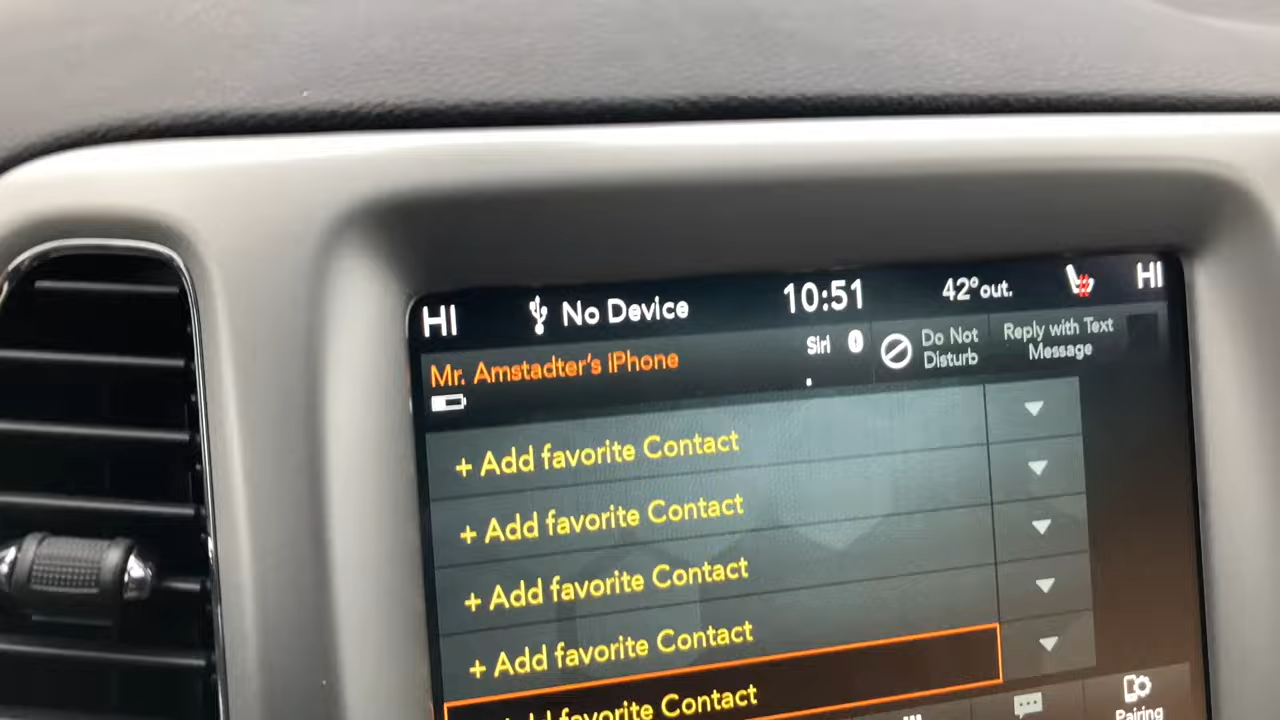 HI No Device 10:51 42°out. HI
Mr. Amstadter's iPhone Siri Do Not Disturb Reply with Text Message
+ Add favorite Contact
+ Add favorite Contact
+ Add favorite Contact
+ Add favorite Contact
Add favorite Contact
Pairing